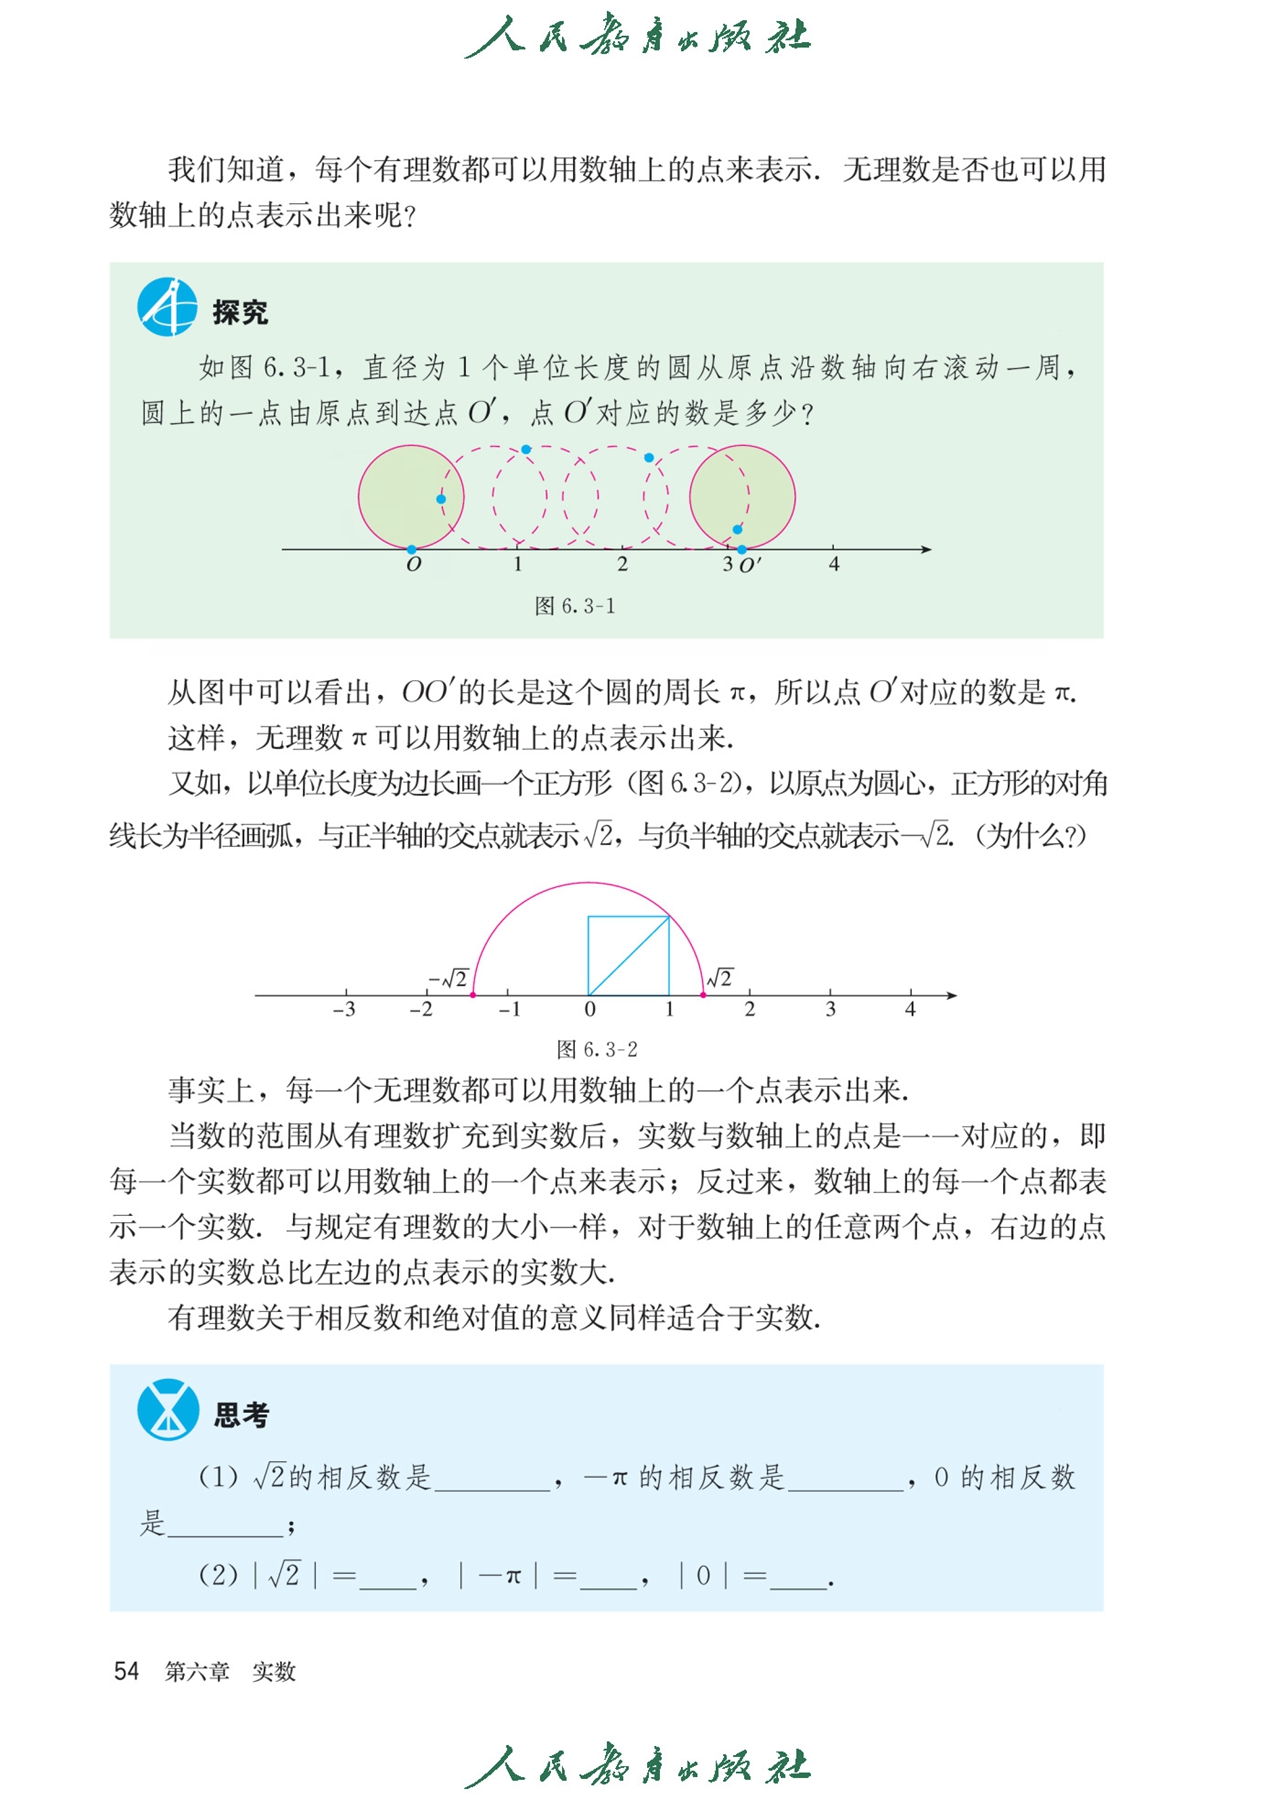 人民教育出版社
我们知道，每个有理数都可以用数轴上的点来表示．无理数是否也可以用
数轴上的点表示出来呢？
探究
如图 6.3-1，直径为 1 个单位长度的圆从原点沿数轴向右滚动一周，
圆上的一点由原点到达点 O′，点 O′对应的数是多少？
O 1 2 3 O′ 4
图 6.3-1
从图中可以看出，OO′的长是这个圆的周长 π，所以点 O′对应的数是 π．
这样，无理数 π 可以用数轴上的点表示出来．
又如，以单位长度为边长画一个正方形（图 6.3-2），以原点为圆心，正方形的对角
线长为半径画弧，与正半轴的交点就表示√2，与负半轴的交点就表示−√2．（为什么？）
−√2 √2
−3 −2 −1 0 1 2 3 4
图 6.3-2
事实上，每一个无理数都可以用数轴上的一个点表示出来．
当数的范围从有理数扩充到实数后，实数与数轴上的点是一一对应的，即
每一个实数都可以用数轴上的一个点来表示；反过来，数轴上的每一个点都表
示一个实数．与规定有理数的大小一样，对于数轴上的任意两个点，右边的点
表示的实数总比左边的点表示的实数大．
有理数关于相反数和绝对值的意义同样适合于实数．
思考
（1）√2的相反数是________，−π 的相反数是________，0 的相反数
是________；
（2）|√2|=____，|−π|=____，|0|=____．
54 第六章 实数
人民教育出版社